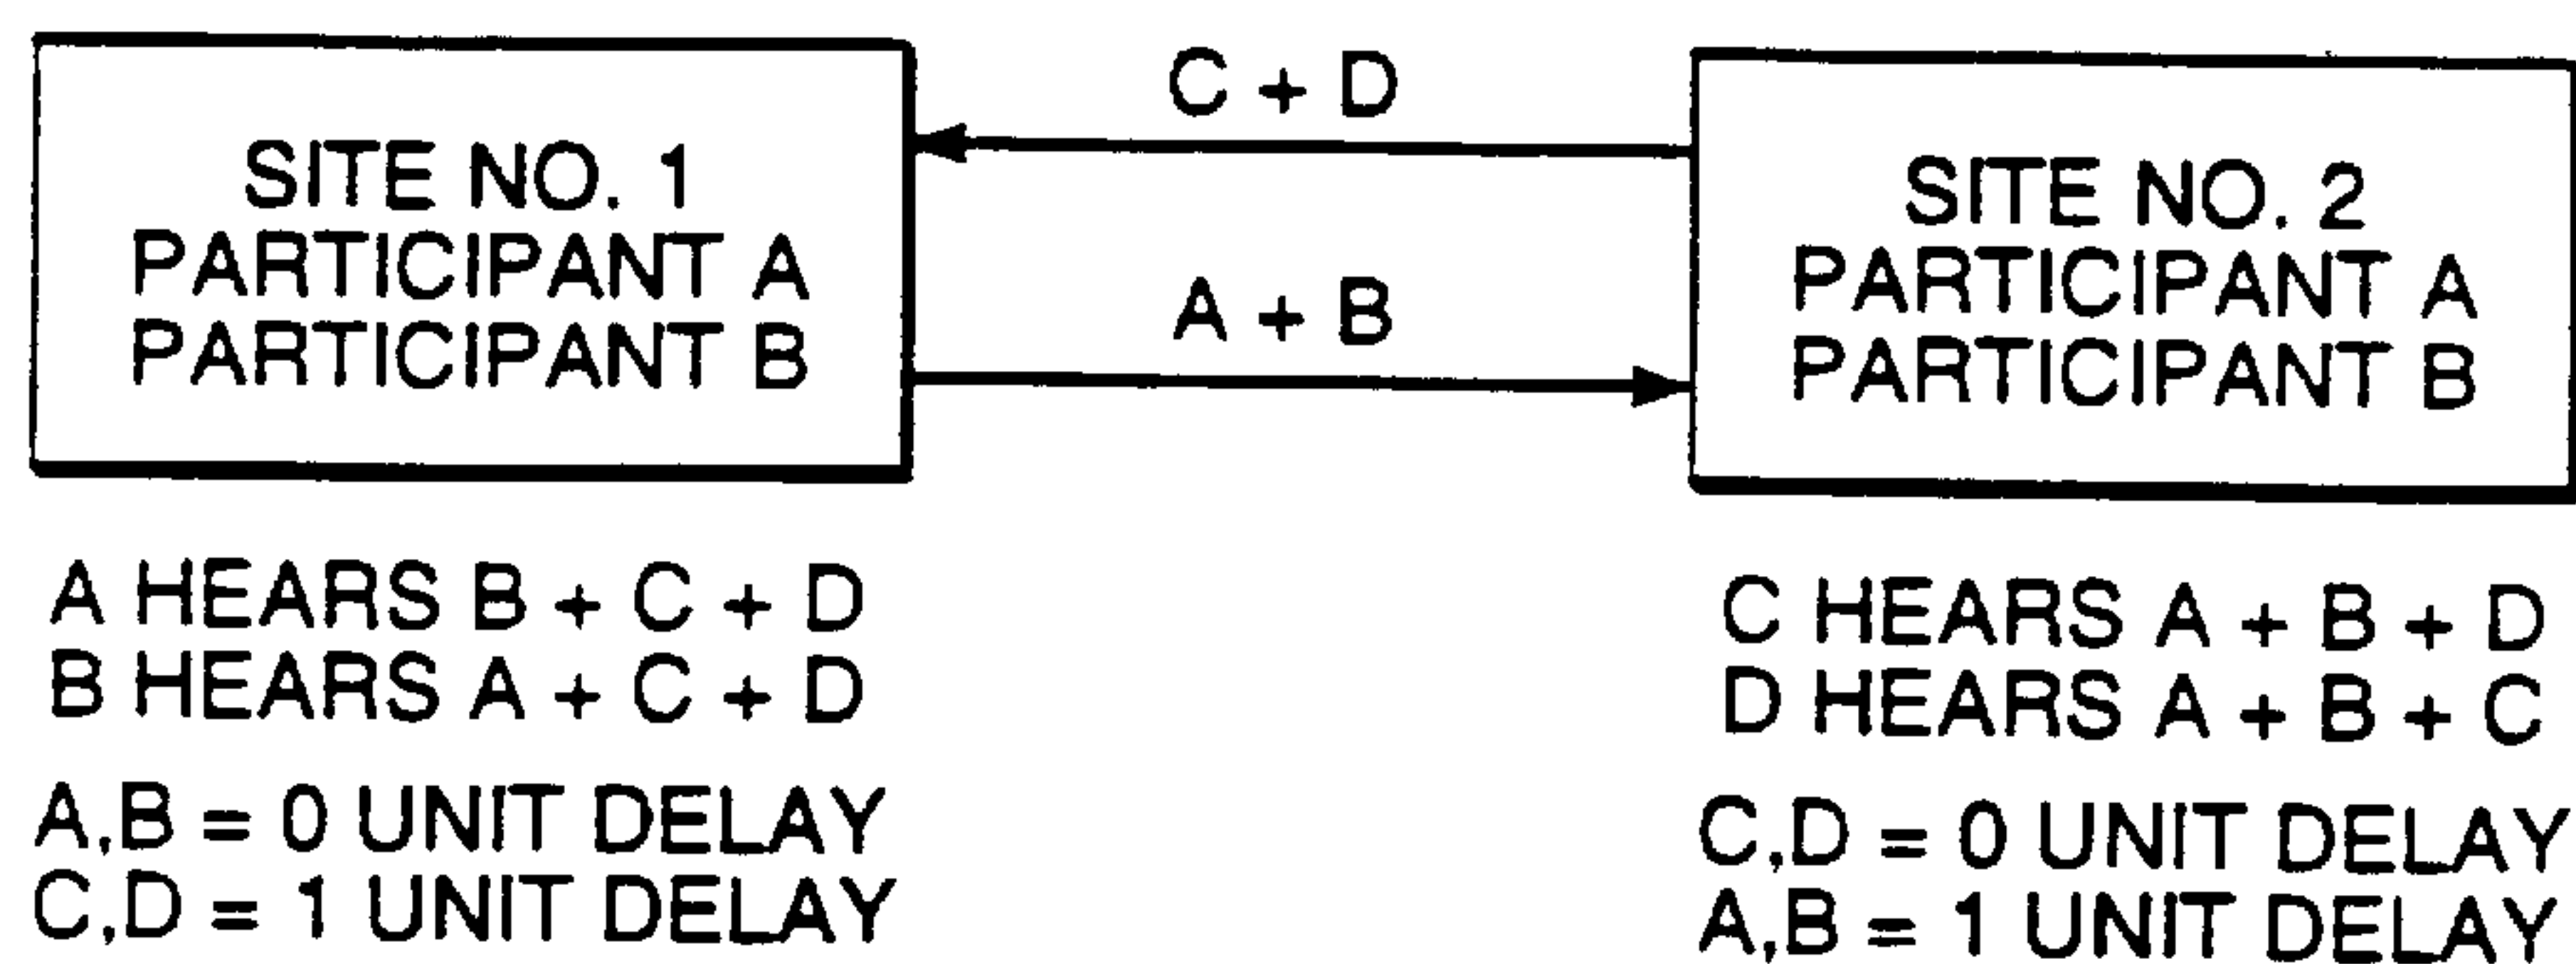 SITE NO. 1
PARTICIPANT A
PARTICIPANT B
C + D
A + B
SITE NO. 2
PARTICIPANT A
PARTICIPANT B
A HEARS B + C + D
B HEARS A + C + D
A,B = 0 UNIT DELAY
C,D = 1 UNIT DELAY
C HEARS A + B + D
D HEARS A + B + C
C,D = 0 UNIT DELAY
A,B = 1 UNIT DELAY